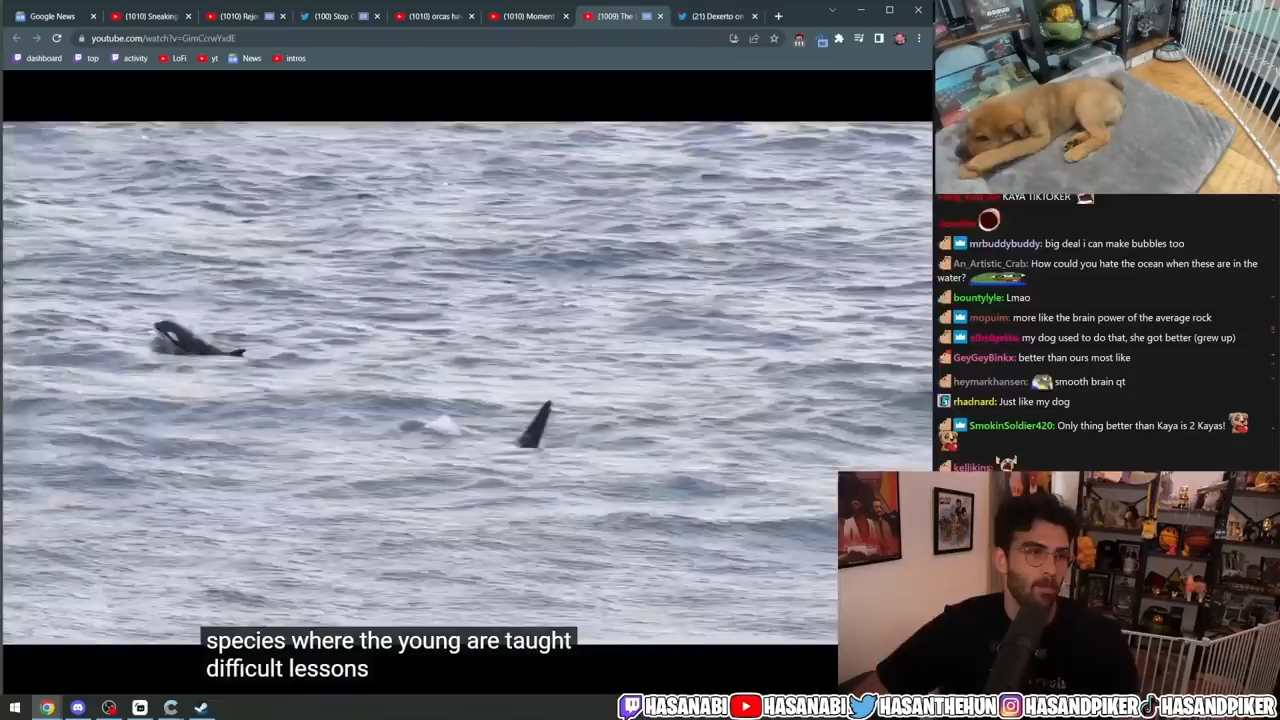 Google News
(1010) Sneaking
(1010) Reje
(100) Stop C
(1010) orcas ha
(1010) Moment
(1009) The
(21) Dexerto on
youtube.com/watch?v=GimCcrwYxdE
dashboard
top
activity
LoFi
yt
News
intros
KAYA TIKTOKER
mrbuddybuddy: big deal i can make bubbles too
An_Artistic_Crab: How could you hate the ocean when these are in the
water?
bountylyle: Lmao
mopuim: more like the brain power of the average rock
my dog used to do that, she got better (grew up)
GeyGeyBinkx: better than ours most like
heymarkhansen: smooth brain qt
rhadnard: Just like my dog
SmokinSoldier420: Only thing better than Kaya is 2 Kayas!
kellikins:
species where the young are taught
difficult lessons
HASANABI
HASANABI
HASANTHEHUN
HASANDPIKER
HASANDPIKER